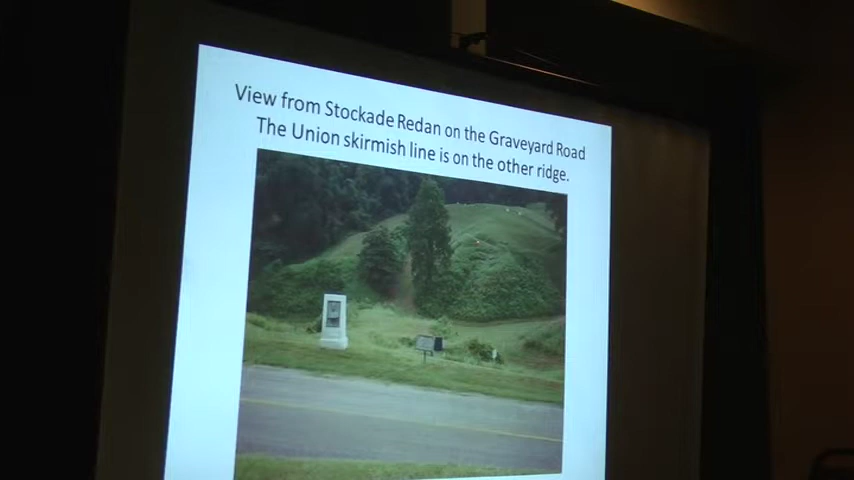 View from Stockade Redan on the Graveyard Road
The Union skirmish line is on the other ridge.